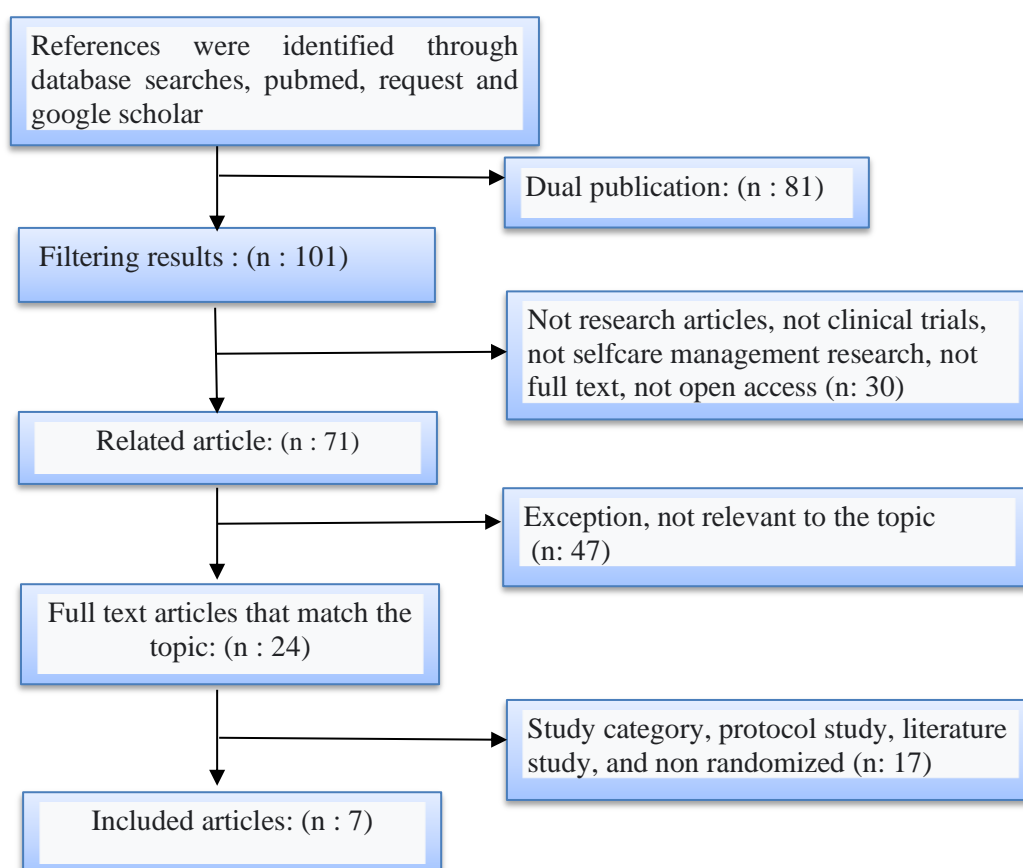 References were identified through
database searches, pubmed, request and
google scholar
Dual publication: (n : 81)
Filtering results : (n : 101)
Not research articles, not clinical trials,
not selfcare management research, not
full text, not open access (n: 30)
Related article: (n : 71)
Exception, not relevant to the topic
(n: 47)
Full text articles that match the
topic: (n : 24)
Study category, protocol study, literature
study, and non randomized (n: 17)
Included articles: (n : 7)